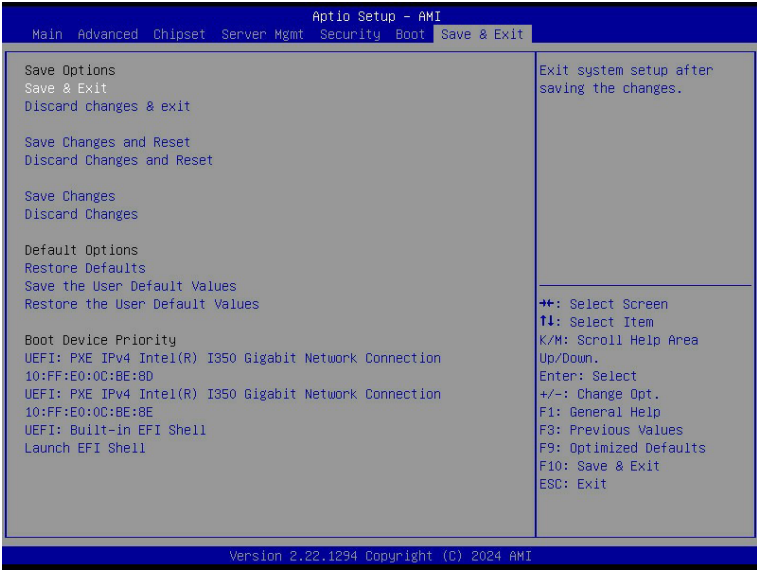 Aptio Setup – AMI
Main Advanced Chipset Server Mgmt Security Boot Save & Exit
Save Options
Save & Exit
Discard changes & exit
Save Changes and Reset
Discard Changes and Reset
Save Changes
Discard Changes
Default Options
Restore Defaults
Save the User Default Values
Restore the User Default Values
Boot Device Priority
UEFI: PXE IPv4 Intel(R) I350 Gigabit Network Connection
10:FF:E0:0C:BE:8D
UEFI: PXE IPv4 Intel(R) I350 Gigabit Network Connection
10:FF:E0:0C:BE:8E
UEFI: Built-in EFI Shell
Launch EFI Shell
Exit system setup after
saving the changes.
→←: Select Screen
↑↓: Select Item
K/M: Scroll Help Area
Up/Down.
Enter: Select
+/-: Change Opt.
F1: General Help
F3: Previous Values
F9: Optimized Defaults
F10: Save & Exit
ESC: Exit
Version 2.22.1294 Copyright (C) 2024 AMI